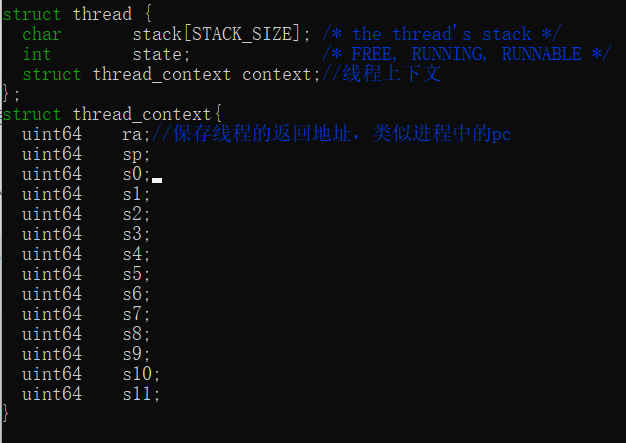 struct thread {
  char       stack[STACK_SIZE]; /* the thread's stack */
  int        state;             /* FREE, RUNNING, RUNNABLE */
  struct thread_context context;//线程上下文
};
struct thread_context{
  uint64    ra;//保存线程的返回地址，类似进程中的pc
  uint64    sp;
  uint64    s0;
  uint64    s1;
  uint64    s2;
  uint64    s3;
  uint64    s4;
  uint64    s5;
  uint64    s6;
  uint64    s7;
  uint64    s8;
  uint64    s9;
  uint64    s10;
  uint64    s11;
}